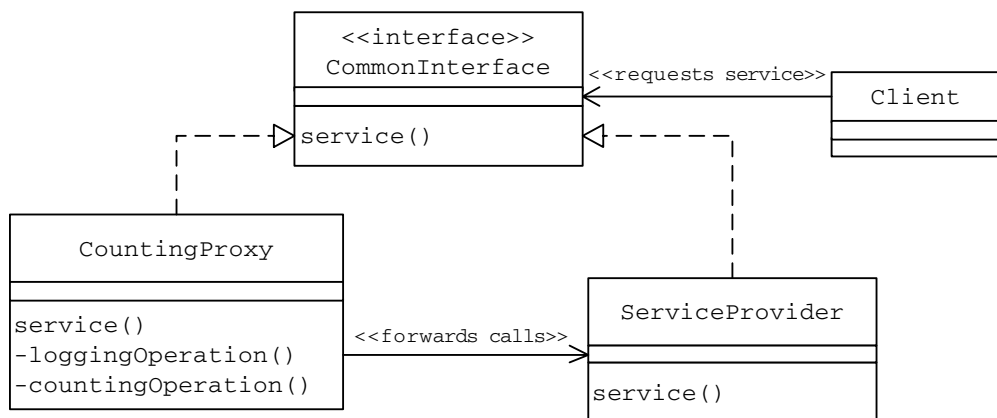 <<interface>>
CommonInterface
service()
<<requests service>>
Client
CountingProxy
service()
-loggingOperation()
-countingOperation()
<<forwards calls>>
ServiceProvider
service()